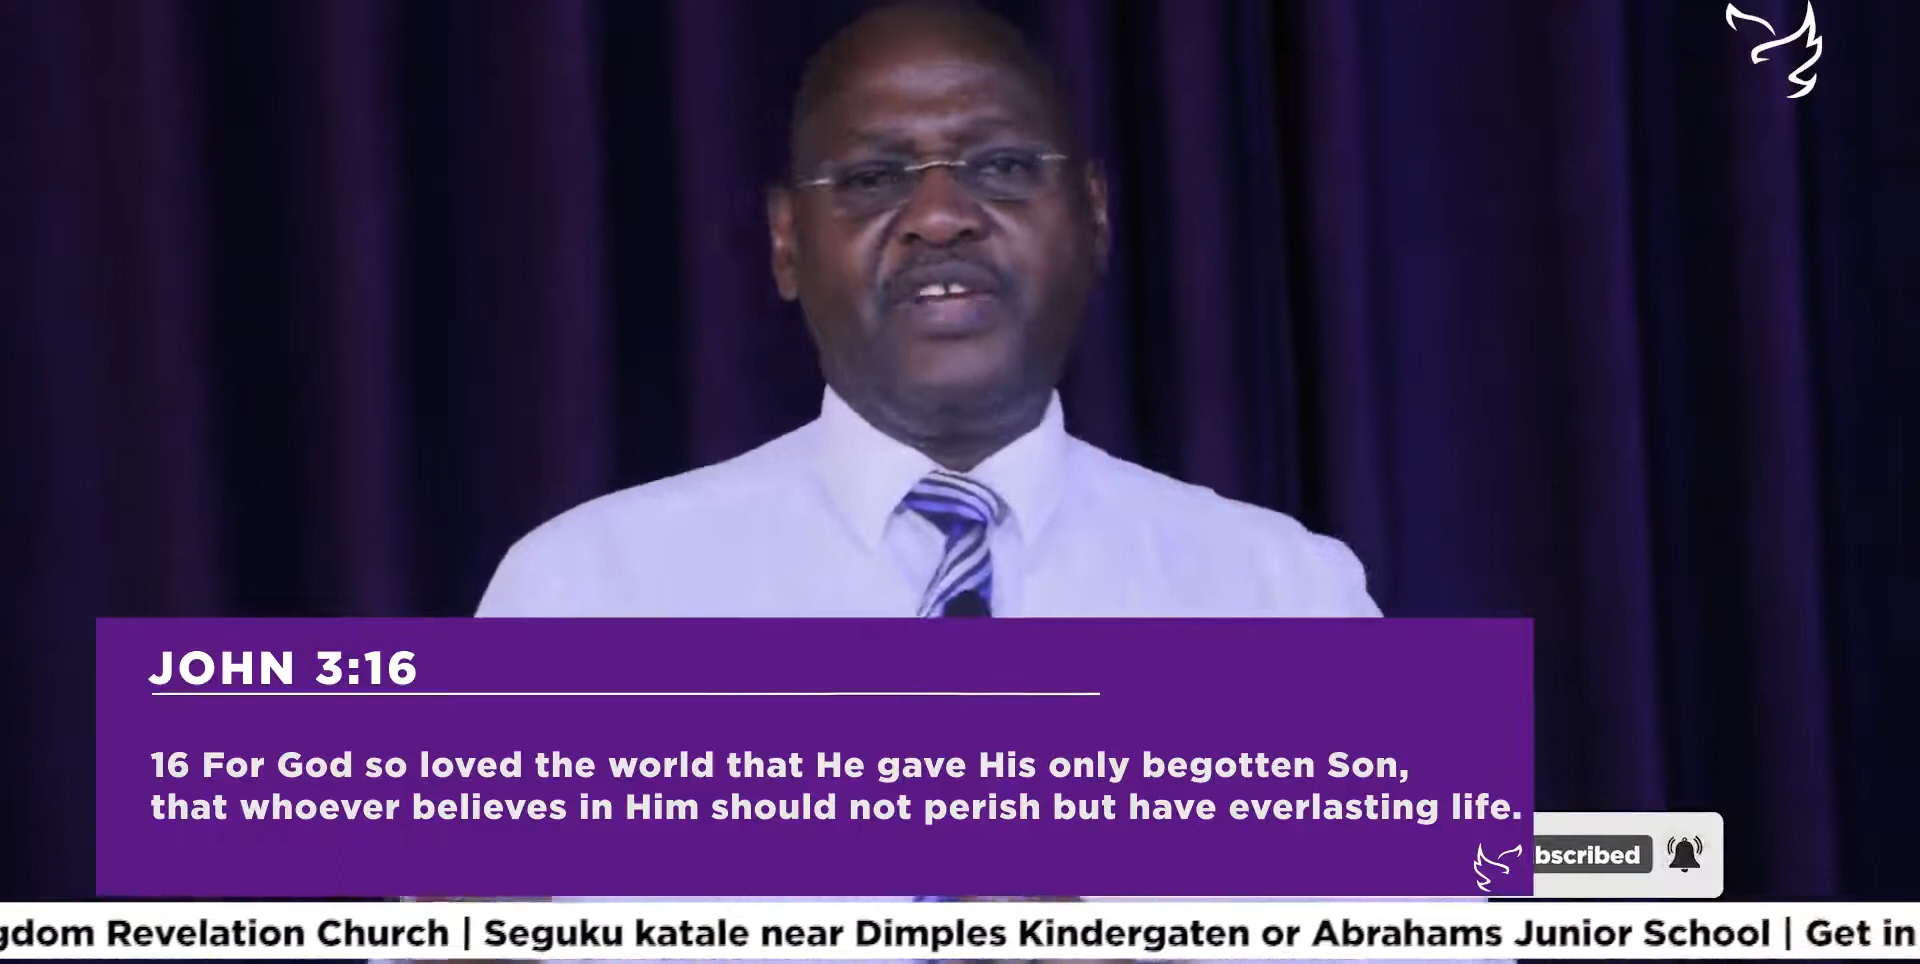 JOHN 3:16
16 For God so loved the world that He gave His only begotten Son,
that whoever believes in Him should not perish but have everlasting life.
bscribed
gdom Revelation Church | Seguku katale near Dimples Kindergaten or Abrahams Junior School | Get in